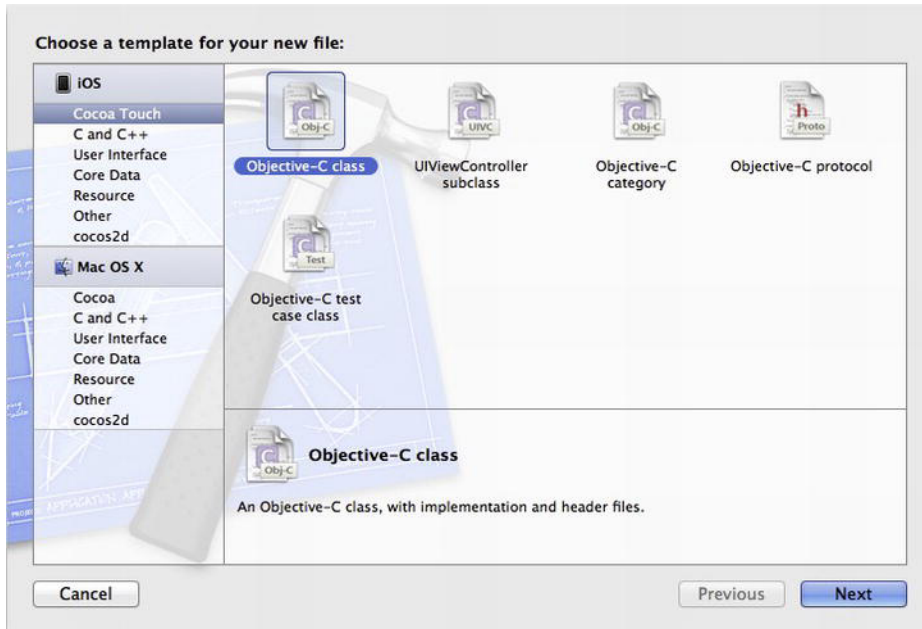 Choose a template for your new file:
iOS
Cocoa Touch
C and C++
User Interface
Core Data
Resource
Other
cocos2d
Mac OS X
Cocoa
C and C++
User Interface
Core Data
Resource
Other
cocos2d
C
Obj-C
Objective-C class
C
UIVC
UIViewController
subclass
C
Obj-C
Objective-C
category
h
Proto
Objective-C protocol
C
Test
Objective-C test
case class
C
Obj-C
Objective-C class
An Objective-C class, with implementation and header files.
Cancel
Previous
Next